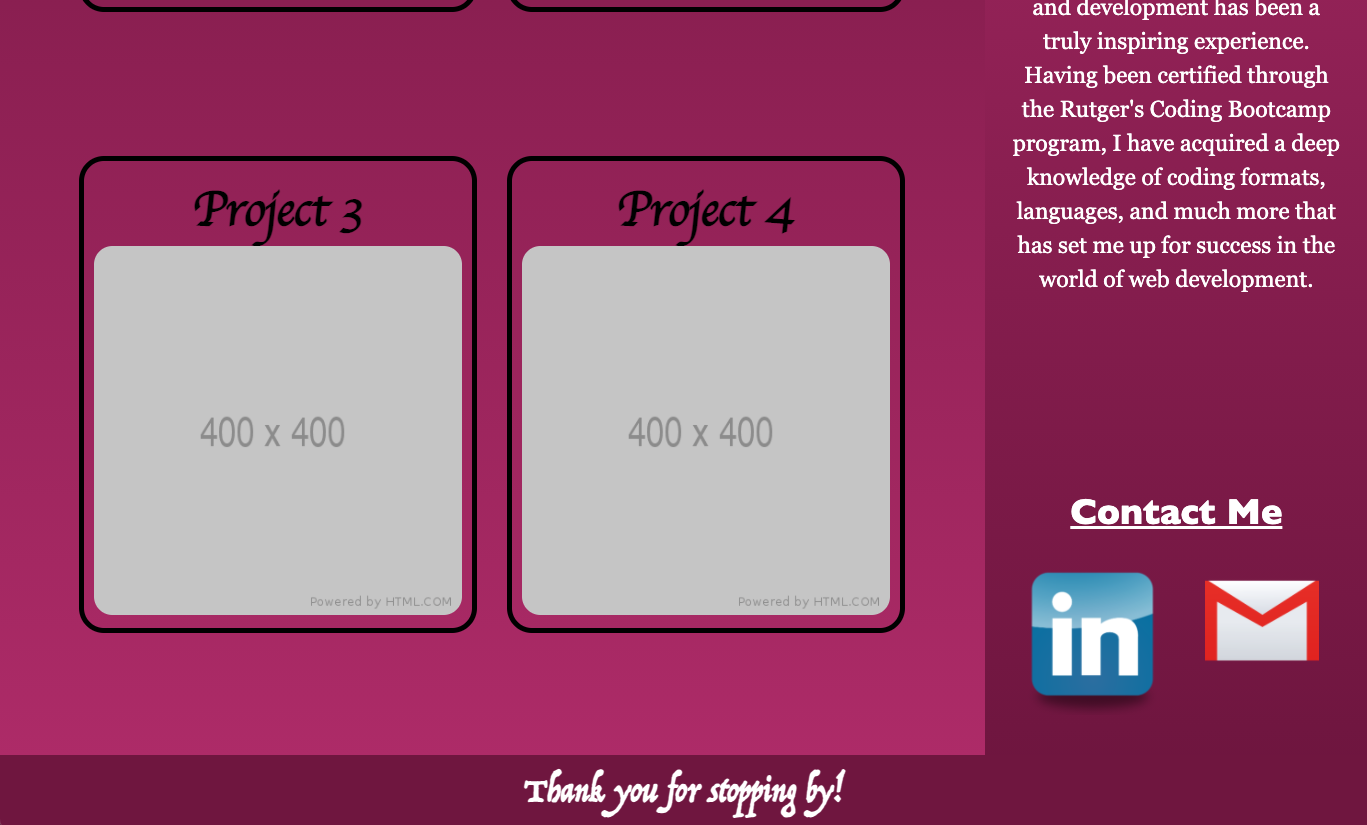 Project 3
400 x 400
Powered by HTML.COM
Project 4
400 x 400
Powered by HTML.COM
and development has been a
truly inspiring experience.
Having been certified through
the Rutger's Coding Bootcamp
program, I have acquired a deep
knowledge of coding formats,
languages, and much more that
has set me up for success in the
world of web development.
Contact Me
in
Thank you for stopping by!